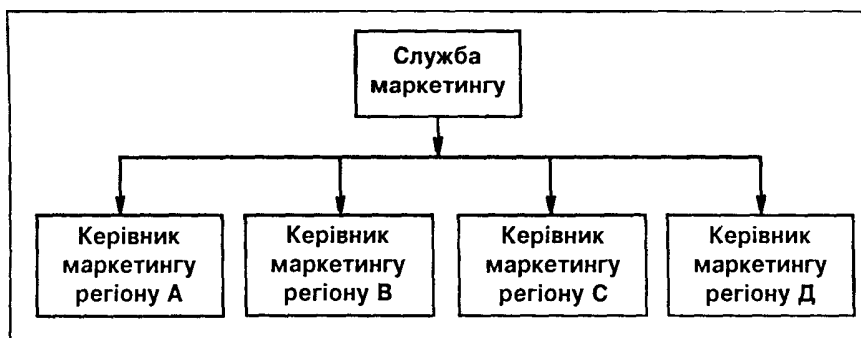 Служба
маркетингу
Керівник
маркетингу
регіону А
Керівник
маркетингу
регіону В
Керівник
маркетингу
регіону С
Керівник
маркетингу
регіону Д